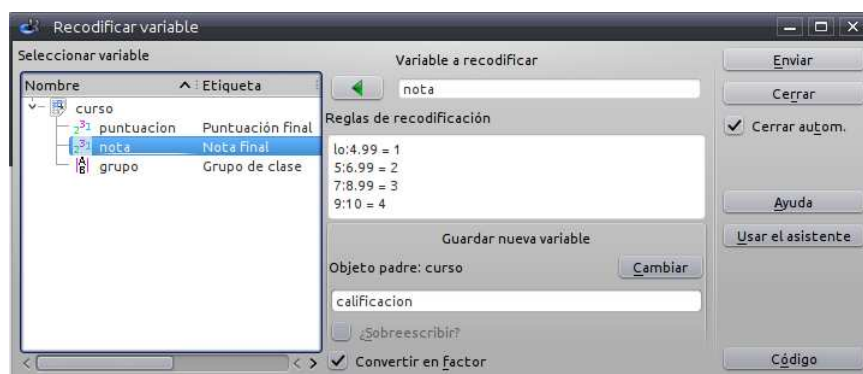 Recodificar variable
Seleccionar variable
Nombre Etiqueta
curso
puntuacion Puntuación final
nota Nota final
grupo Grupo de clase
Variable a recodificar
nota
Reglas de recodificación
lo:4.99 = 1
5:6.99 = 2
7:8.99 = 3
9:10 = 4
Guardar nueva variable
Objeto padre: curso Cambiar
calificacion
¿Sobreescribir?
Convertir en factor
Enviar
Cerrar
Cerrar autom.
Ayuda
Usar el asistente
Código